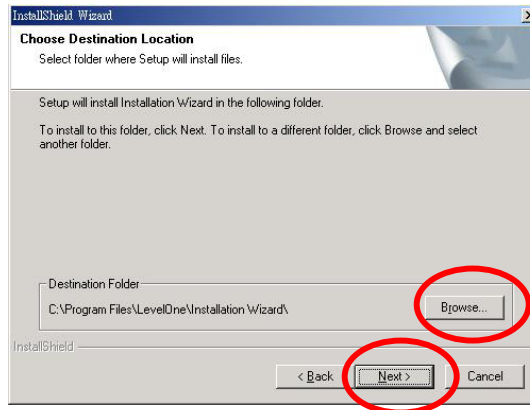 InstallShield Wizard
Choose Destination Location
Select folder where Setup will install files.
Setup will install Installation Wizard in the following folder.
To install to this folder, click Next. To install to a different folder, click Browse and select
another folder.
Destination Folder
C:\Program Files\LevelOne\Installation Wizard\
Browse...
InstallShield
< Back
Next >
Cancel